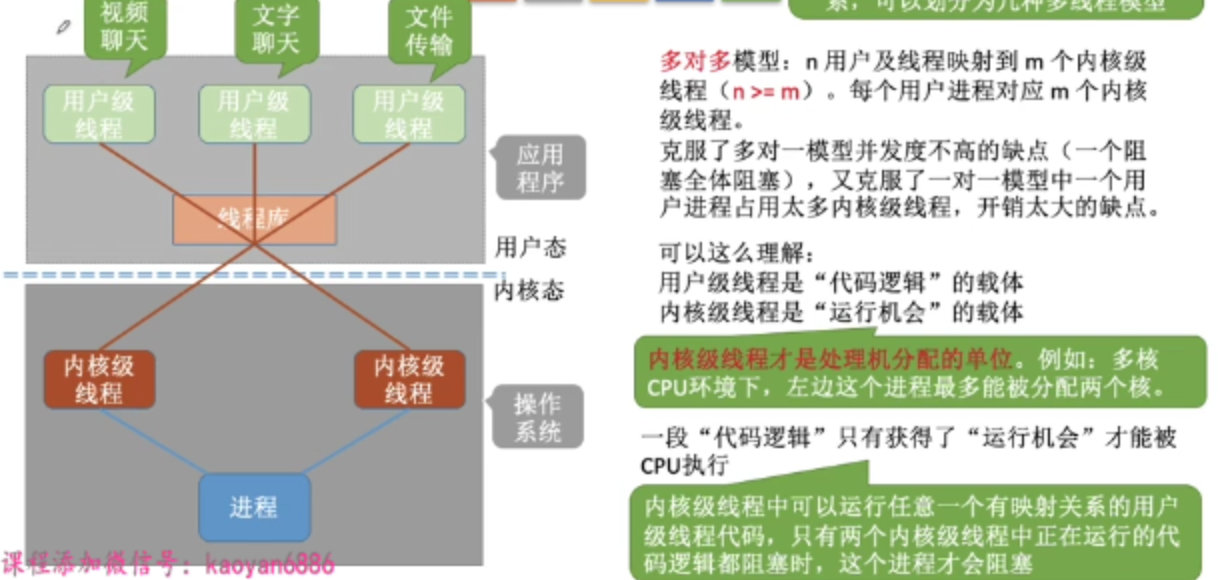 视频
聊天
文字
聊天
文件
传输
用户级
线程
用户级
线程
用户级
线程
应用
程序
线程库
用户态
内核态
内核级
线程
内核级
线程
操作
系统
进程
课程添加微信号：kaoyan6886
系，可以划分为几种多线程模型
多对多模型：n 用户及线程映射到 m 个内核级
线程（n >= m）。每个用户进程对应 m 个内核
级线程。
克服了多对一模型并发度不高的缺点（一个阻
塞全体阻塞），又克服了一对一模型中一个用
户进程占用太多内核级线程，开销太大的缺点。
可以这么理解：
用户级线程是“代码逻辑”的载体
内核级线程是“运行机会”的载体
内核级线程才是处理机分配的单位。例如：多核
CPU环境下，左边这个进程最多能被分配两个核。
一段“代码逻辑”只有获得了“运行机会”才能被
CPU执行
内核级线程中可以运行任意一个有映射关系的用户
级线程代码，只有两个内核级线程中正在运行的代
码逻辑都阻塞时，这个进程才会阻塞